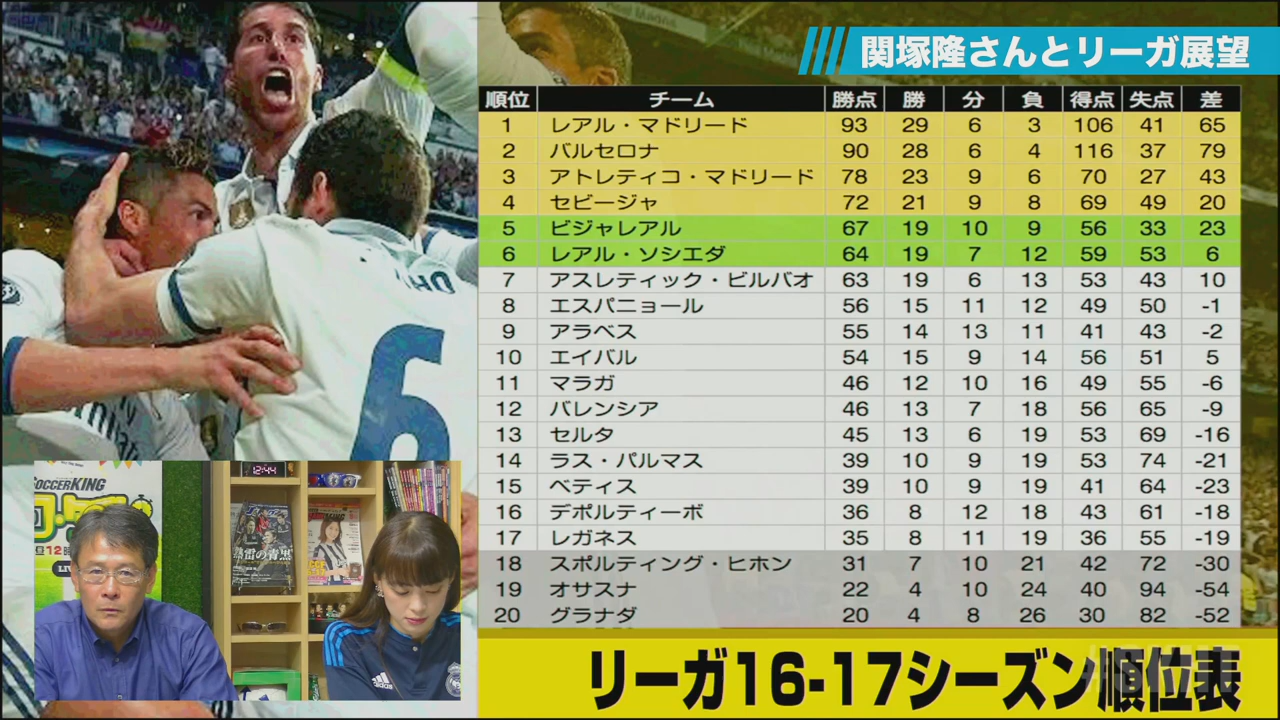 関塚隆さんとリーガ展望
順位 チーム 勝点 勝 分 負 得点 失点 差
1 レアル・マドリード 93 29 6 3 106 41 65
2 バルセロナ 90 28 6 4 116 37 79
3 アトレティコ・マドリード 78 23 9 6 70 27 43
4 セビージャ 72 21 9 8 69 49 20
5 ビジャレアル 67 19 10 9 56 33 23
6 レアル・ソシエダ 64 19 7 12 59 53 6
7 アスレティック・ビルバオ 63 19 6 13 53 43 10
8 エスパニョール 56 15 11 12 49 50 -1
9 アラベス 55 14 13 11 41 43 -2
10 エイバル 54 15 9 14 56 51 5
11 マラガ 46 12 10 16 49 55 -6
12 バレンシア 46 13 7 18 56 65 -9
13 セルタ 45 13 6 19 53 69 -16
14 ラス・パルマス 39 10 9 19 53 74 -21
15 ベティス 39 10 9 19 41 64 -23
16 デポルティーボ 36 8 12 18 43 61 -18
17 レガネス 35 8 11 19 36 55 -19
18 スポルティング・ヒホン 31 7 10 21 42 72 -30
19 オサスナ 22 4 10 24 40 94 -54
20 グラナダ 20 4 8 26 30 82 -52
リーガ16-17シーズン順位表
6
12:44
SOCCERKING
昼12時
熱雷の青黒
adidas